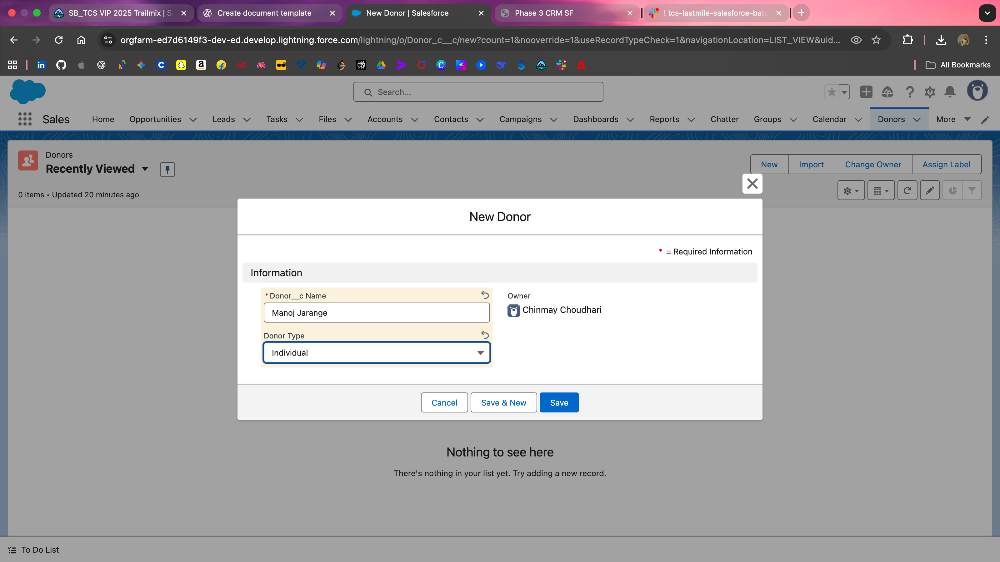 SB_TCS VIP 2025 Trailmix | S
Create document template
New Donor | Salesforce
Phase 3 CRM SF
! tcs-lastmile-salesforce-batc
orgfarm-ed7d6149f3-dev-ed.develop.lightning.force.com/lightning/o/Donor_c__c/new?count=1&nooverride=1&useRecordTypeCheck=1&navigationLocation=LIST_VIEW&uid...
All Bookmarks
Search...
Sales Home Opportunities Leads Tasks Files Accounts Contacts Campaigns Dashboards Reports Chatter Groups Calendar Donors More
Donors
Recently Viewed
New Import Change Owner Assign Label
0 items • Updated 20 minutes ago
New Donor
* = Required Information
Information
*Donor__c Name
Manoj Jarange
Owner
Chinmay Choudhari
Donor Type
Individual
Cancel
Save & New
Save
Nothing to see here
There's nothing in your list yet. Try adding a new record.
To Do List